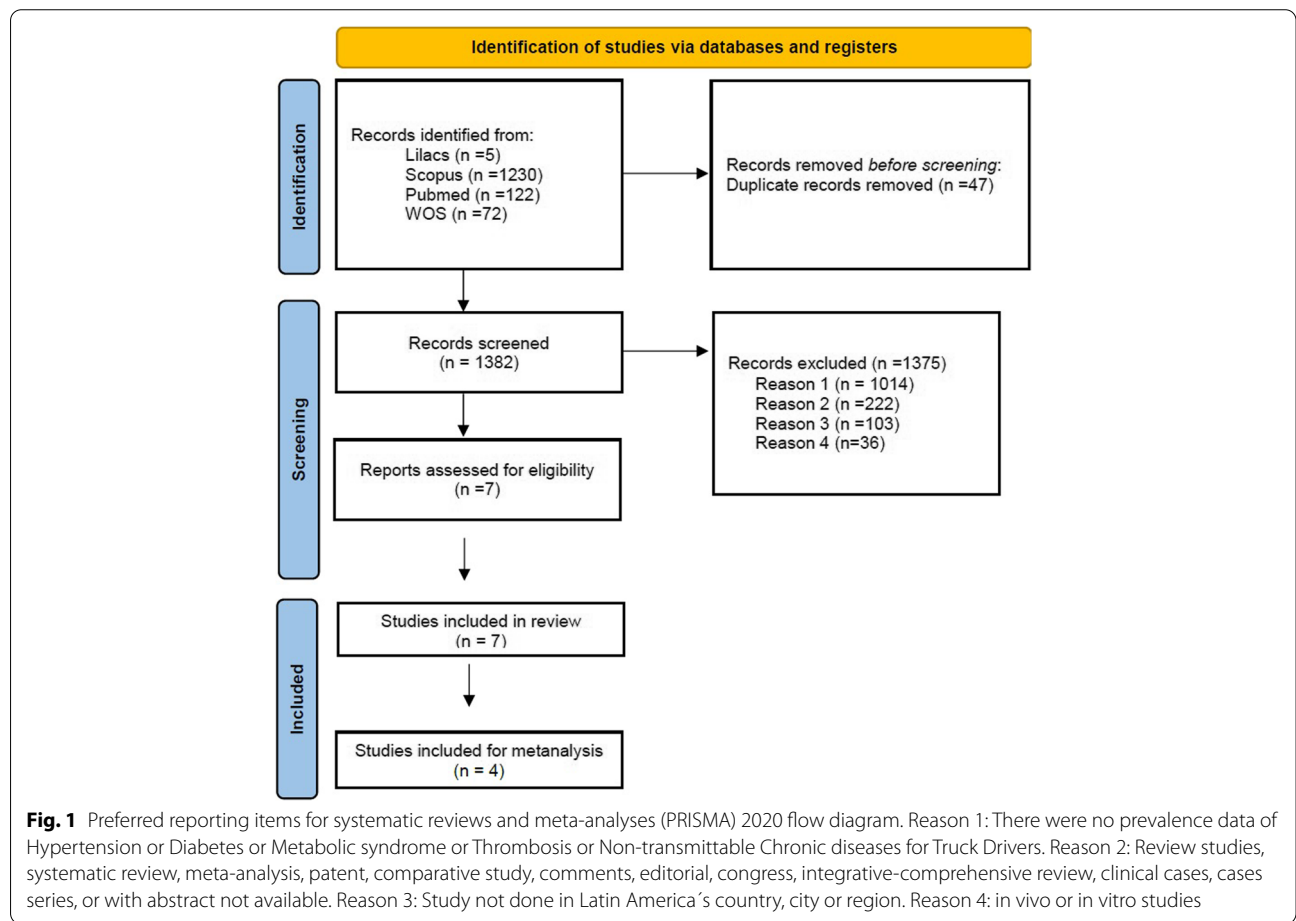 Identification of studies via databases and registers
Identification
Records identified from:
Lilacs (n =5)
Scopus (n =1230)
Pubmed (n =122)
WOS (n =72)
Records removed before screening:
Duplicate records removed (n =47)
Screening
Records screened
(n = 1382)
Records excluded (n =1375)
Reason 1 (n = 1014)
Reason 2 (n =222)
Reason 3 (n =103)
Reason 4 (n=36)
Reports assessed for eligibility
(n =7)
Included
Studies included in review
(n = 7)
Studies included for metanalysis
(n = 4)
Fig. 1 Preferred reporting items for systematic reviews and meta-analyses (PRISMA) 2020 flow diagram. Reason 1: There were no prevalence data of
Hypertension or Diabetes or Metabolic syndrome or Thrombosis or Non-transmittable Chronic diseases for Truck Drivers. Reason 2: Review studies,
systematic review, meta-analysis, patent, comparative study, comments, editorial, congress, integrative-comprehensive review, clinical cases, cases
series, or with abstract not available. Reason 3: Study not done in Latin America´s country, city or region. Reason 4: in vivo or in vitro studies